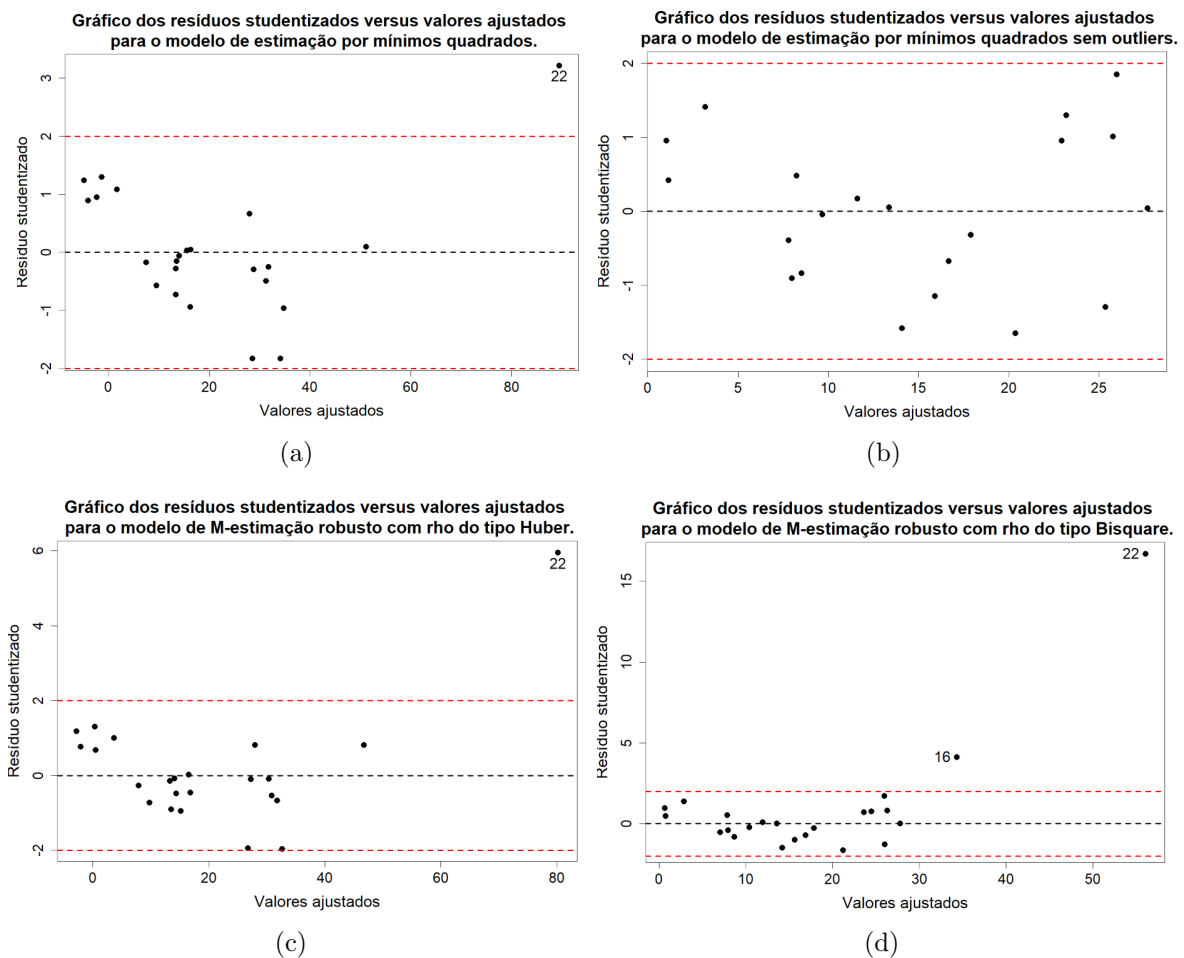 Gráfico dos resíduos studentizados versus valores ajustados
para o modelo de estimação por mínimos quadrados.
3
2
1
0
-1
-2
Resíduo studentizado
22
0
20
40
60
80
Valores ajustados
(a)
Gráfico dos resíduos studentizados versus valores ajustados
para o modelo de estimação por mínimos quadrados sem outliers.
2
1
0
-1
-2
Resíduo studentizado
0
5
10
15
20
25
Valores ajustados
(b)
Gráfico dos resíduos studentizados versus valores ajustados
para o modelo de M-estimação robusto com rho do tipo Huber.
6
4
2
0
-2
Resíduo studentizado
22
0
20
40
60
80
Valores ajustados
(c)
Gráfico dos resíduos studentizados versus valores ajustados
para o modelo de M-estimação robusto com rho do tipo Bisquare.
15
10
5
0
Resíduo studentizado
22
16
0
10
20
30
40
50
Valores ajustados
(d)